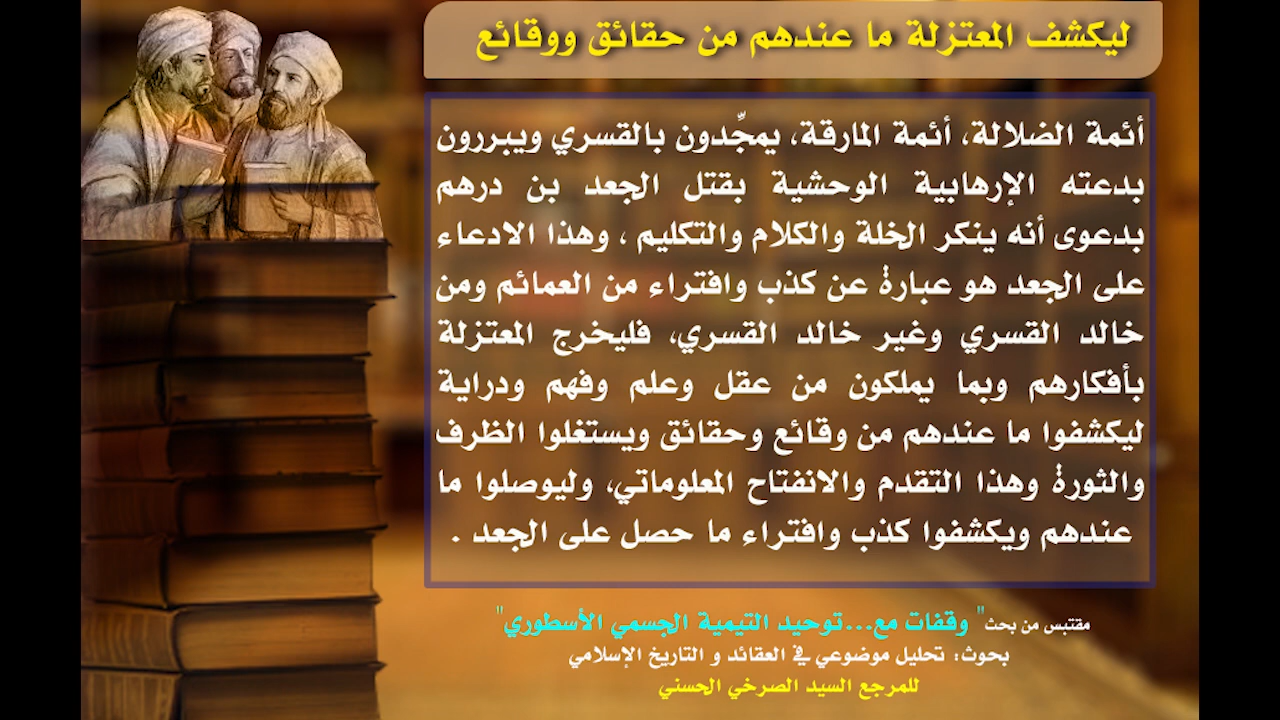 ليكشف المعتزلة ما عندهم من حقائق ووقائع
أئمة الضلالة، أئمة المارقة، يمجِّدون بالقسري ويبررون
بدعته الإرهابية الوحشية بقتل الجعد بن درهم
بدعوى أنه ينكر الخلة والكلام والتكليم ، وهذا الادعاء
على الجعد هو عبارة عن كذب وافتراء من العمائم ومن
خالد القسري وغير خالد القسري، فليخرج المعتزلة
بأفكارهم وبما يملكون من عقل وعلم وفهم ودراية
ليكشفوا ما عندهم من وقائع وحقائق ويستغلوا الظرف
والثورة وهذا التقدم والانفتاح المعلوماتي، وليوصلوا ما
عندهم ويكشفوا كذب وافتراء ما حصل على الجعد .
مقتبس من بحث" وقفات مع...توحيد التيمية الجسمي الأسطوري"
بحوث: تحليل موضوعي في العقائد و التاريخ الإسلامي
للمرجع السيد الصرخي الحسني